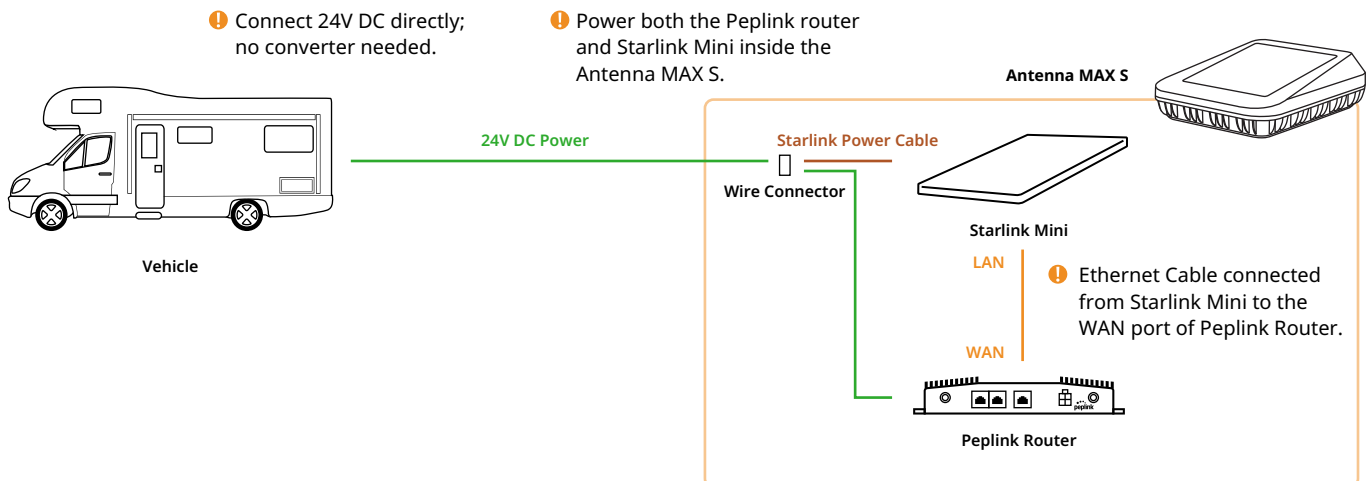 ! Connect 24V DC directly;
no converter needed.
! Power both the Peplink router
and Starlink Mini inside the
Antenna MAX S.
Antenna MAX S
24V DC Power
Starlink Power Cable
Wire Connector
Vehicle
Starlink Mini
LAN
! Ethernet Cable connected
from Starlink Mini to the
WAN port of Peplink Router.
WAN
peplink
Peplink Router